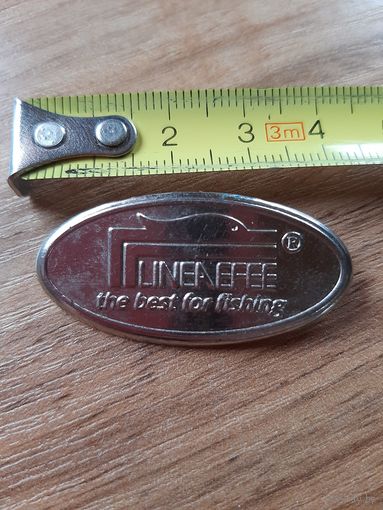 2 3 3m 4
LINEAEFFE ®
the best for fishing